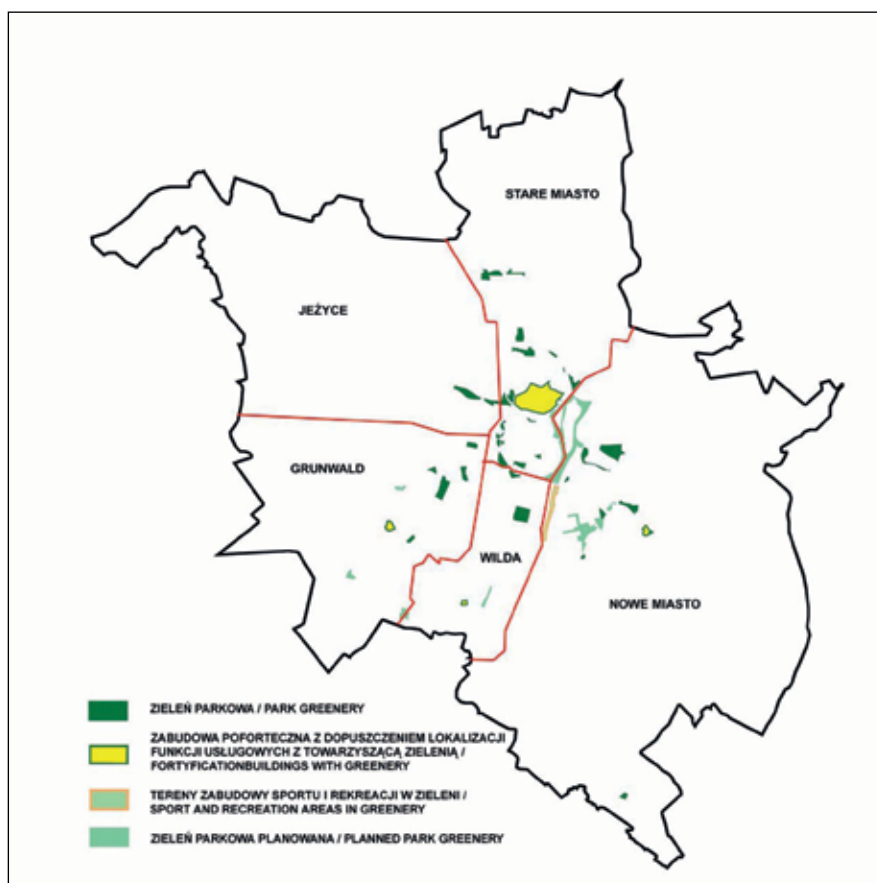 STARE MIASTO
JEŻYCE
GRUNWALD
WILDA
NOWE MIASTO
ZIELEŃ PARKOWA / PARK GREENERY
ZABUDOWA POFORTECZNA Z DOPUSZCZENIEM LOKALIZACJI
FUNKCJI USŁUGOWYCH Z TOWARZYSZĄCĄ ZIELENIĄ /
FORTYFICATIONBUILDINGS WITH GREENERY
TERENY ZABUDOWY SPORTU I REKREACJI W ZIELENI /
SPORT AND RECREATION AREAS IN GREENERY
ZIELEŃ PARKOWA PLANOWANA / PLANNED PARK GREENERY